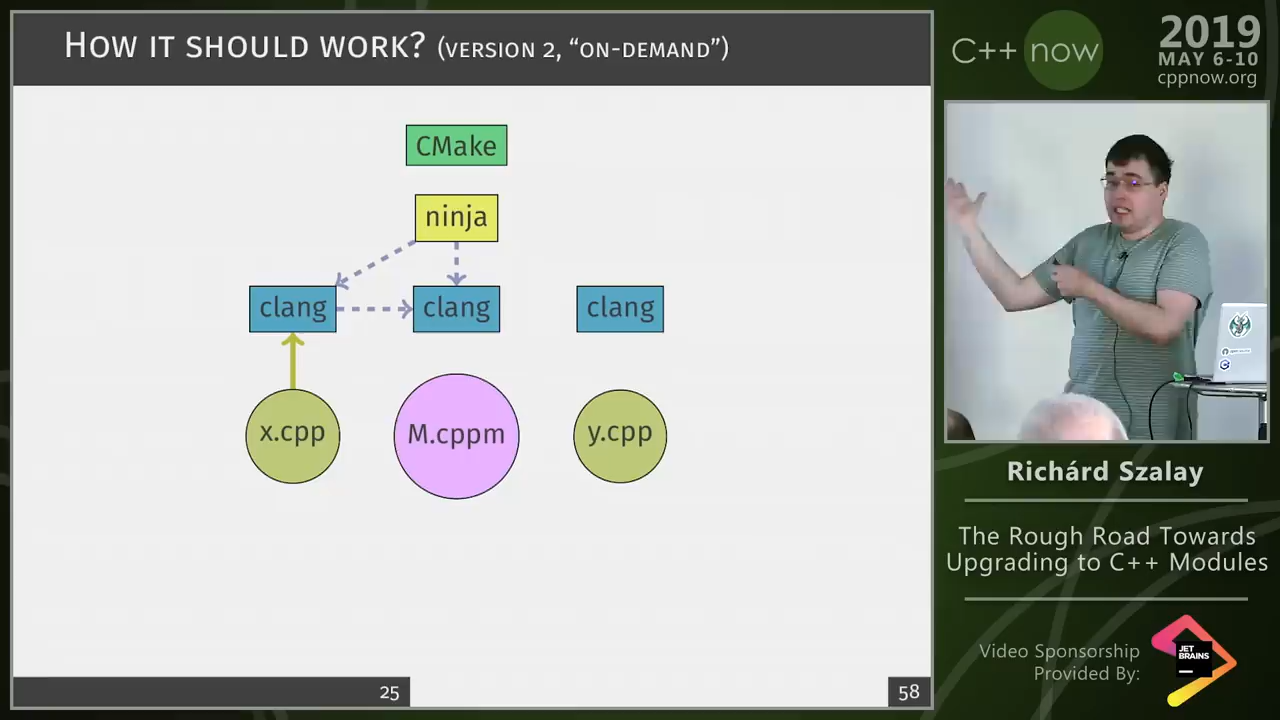 HOW IT SHOULD WORK? (VERSION 2, “ON-DEMAND”)
CMake
ninja
clang
clang
clang
x.cpp
M.cppm
y.cpp
25
58
C++ now
2019
MAY 6-10
cppnow.org
Richárd Szalay
The Rough Road Towards
Upgrading to C++ Modules
Video Sponsorship
Provided By:
JET
BRAINS